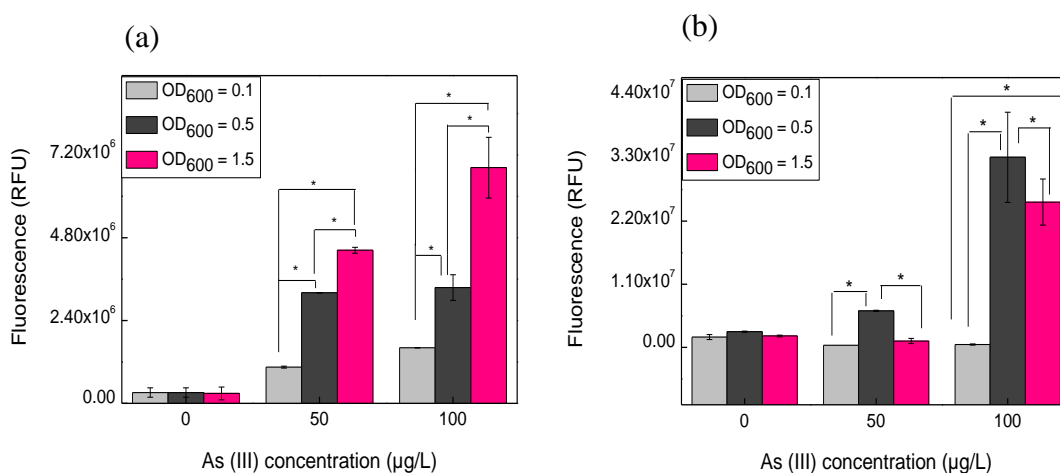 (a)
OD600 = 0.1
OD600 = 0.5
OD600 = 1.5
Fluorescence (RFU)
7.20x10^6
4.80x10^6
2.40x10^6
0.00
* * * * * *
0 50 100
As (III) concentration (µg/L)
(b)
OD600 = 0.1
OD600 = 0.5
OD600 = 1.5
Fluorescence (RFU)
4.40x10^7
3.30x10^7
2.20x10^7
1.10x10^7
0.00
* * * * *
0 50 100
As (III) concentration (µg/L)